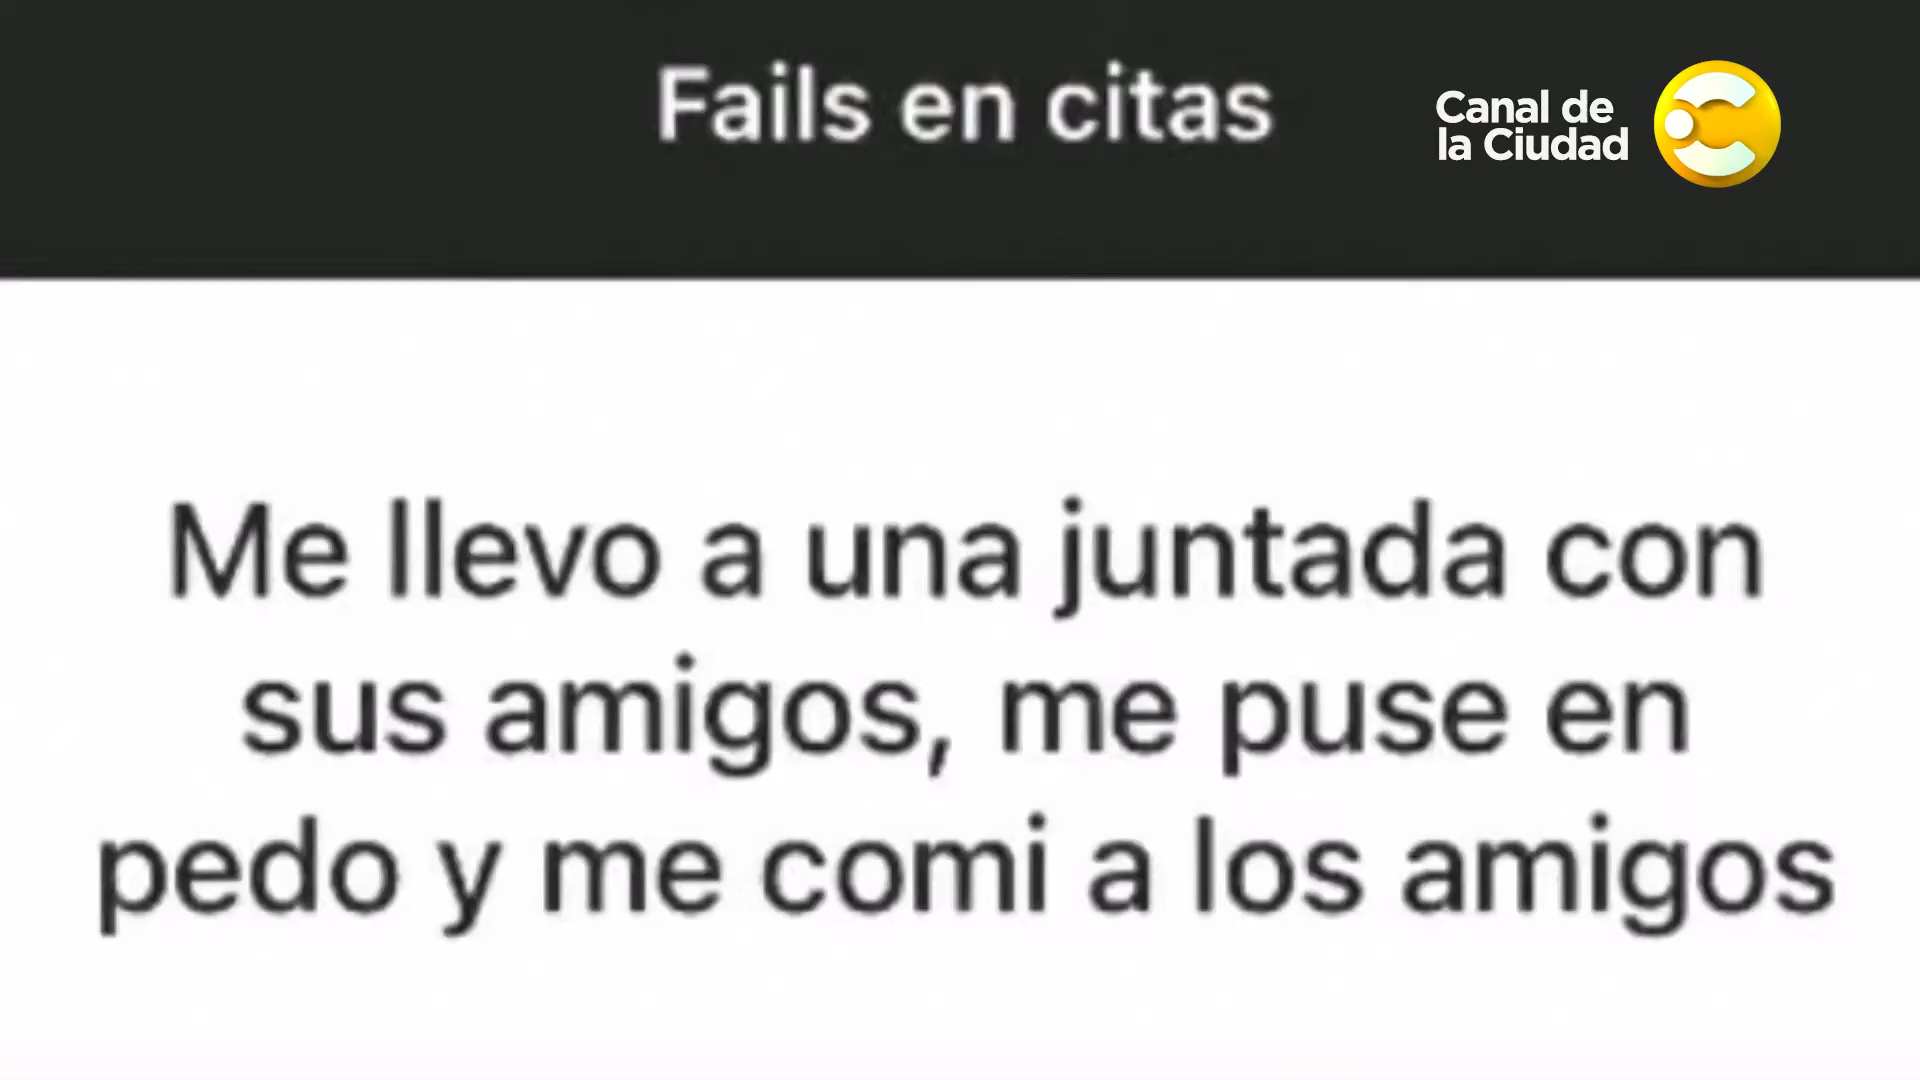 Fails en citas
Canal de
la Ciudad
Me llevo a una juntada con
sus amigos, me puse en
pedo y me comi a los amigos